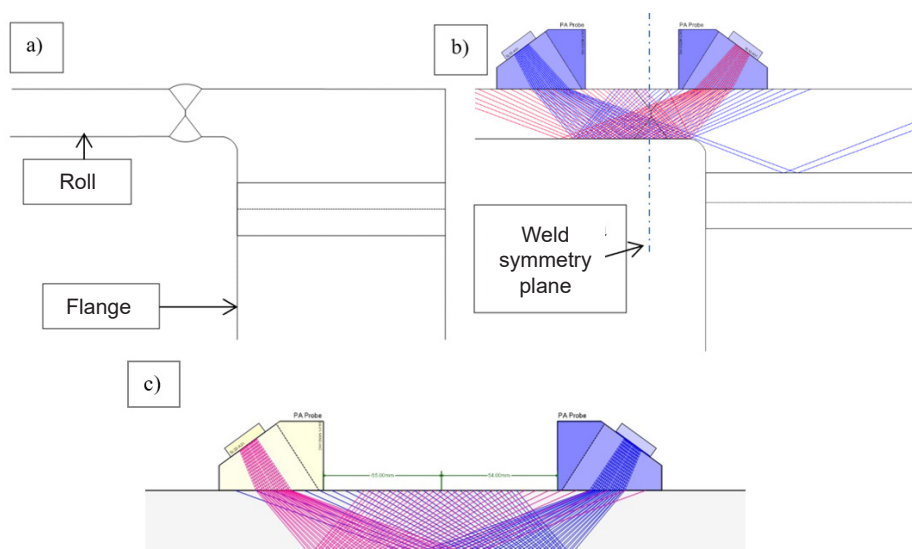 a)
Roll
Flange
b)
PA Probe
PA Probe
Weld
symmetry
plane
c)
PA Probe
PA Probe